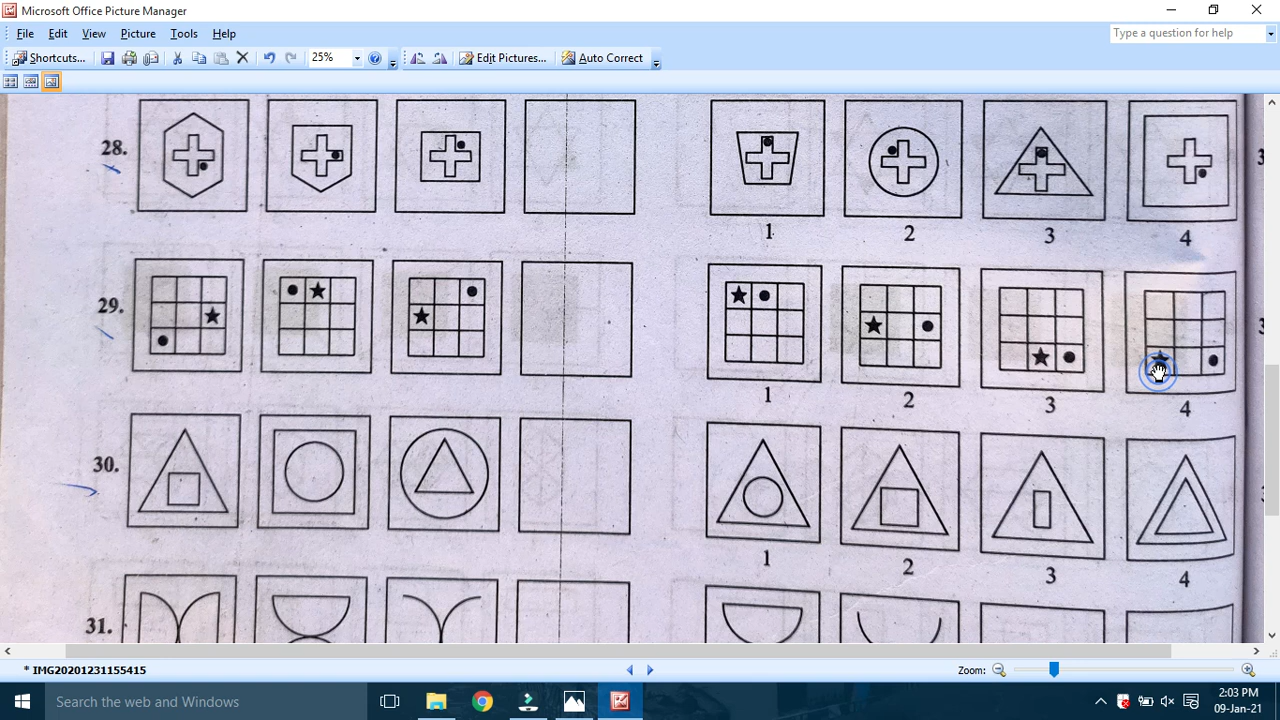 Microsoft Office Picture Manager
File Edit View Picture Tools Help
Type a question for help
Shortcuts... 25% Edit Pictures... Auto Correct
28.
1 2 3 4
29.
1 2 3 4
30.
1 2 3 4
31.
* IMG20201231155415
Zoom:
Search the web and Windows
2:03 PM
09-Jan-21